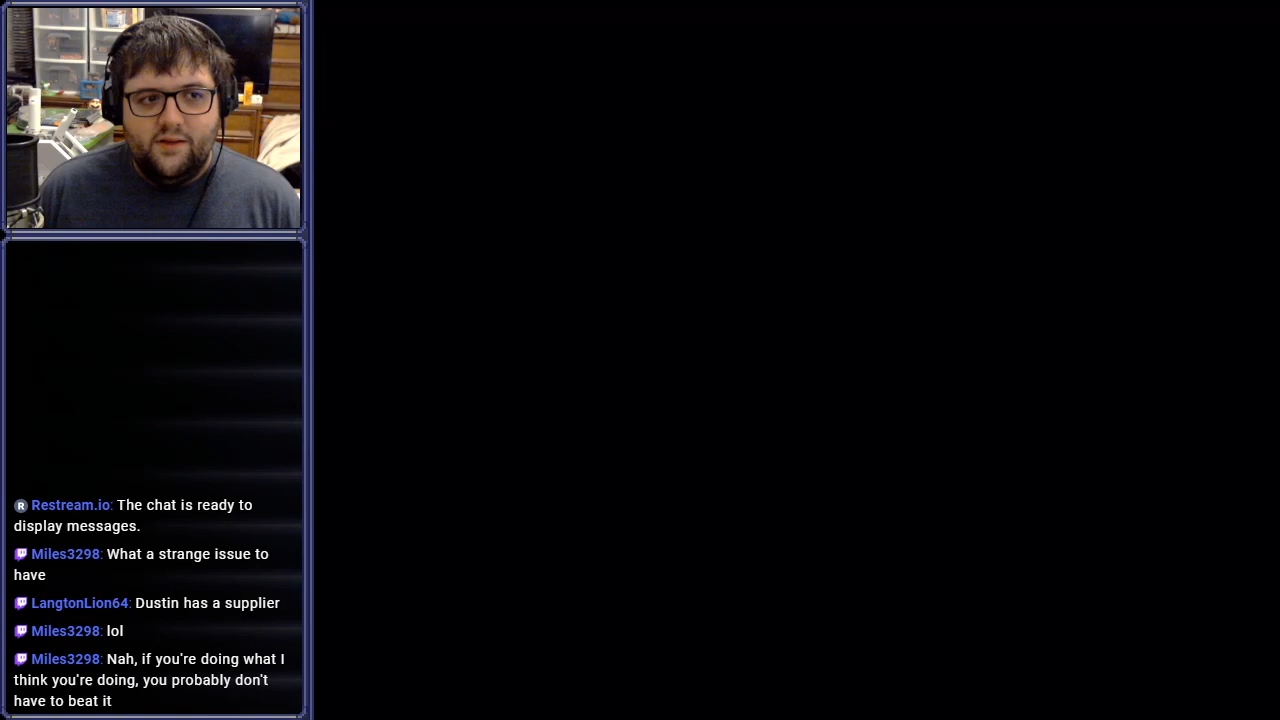 Restream.io: The chat is ready to
display messages.
Miles3298: What a strange issue to
have
LangtonLion64: Dustin has a supplier
Miles3298: lol
Miles3298: Nah, if you're doing what I
think you're doing, you probably don't
have to beat it